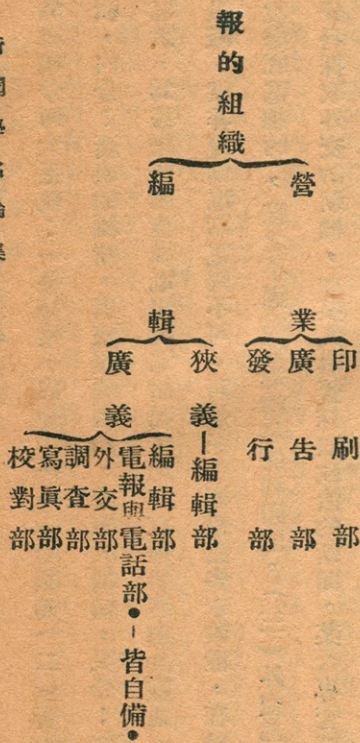 報的組織
營業
印刷部
廣告部
發行部
編輯
狹義—編輯部
廣義
編輯部
電報與電話部•—皆自備•
外交部
調查部
寫眞部
校對部